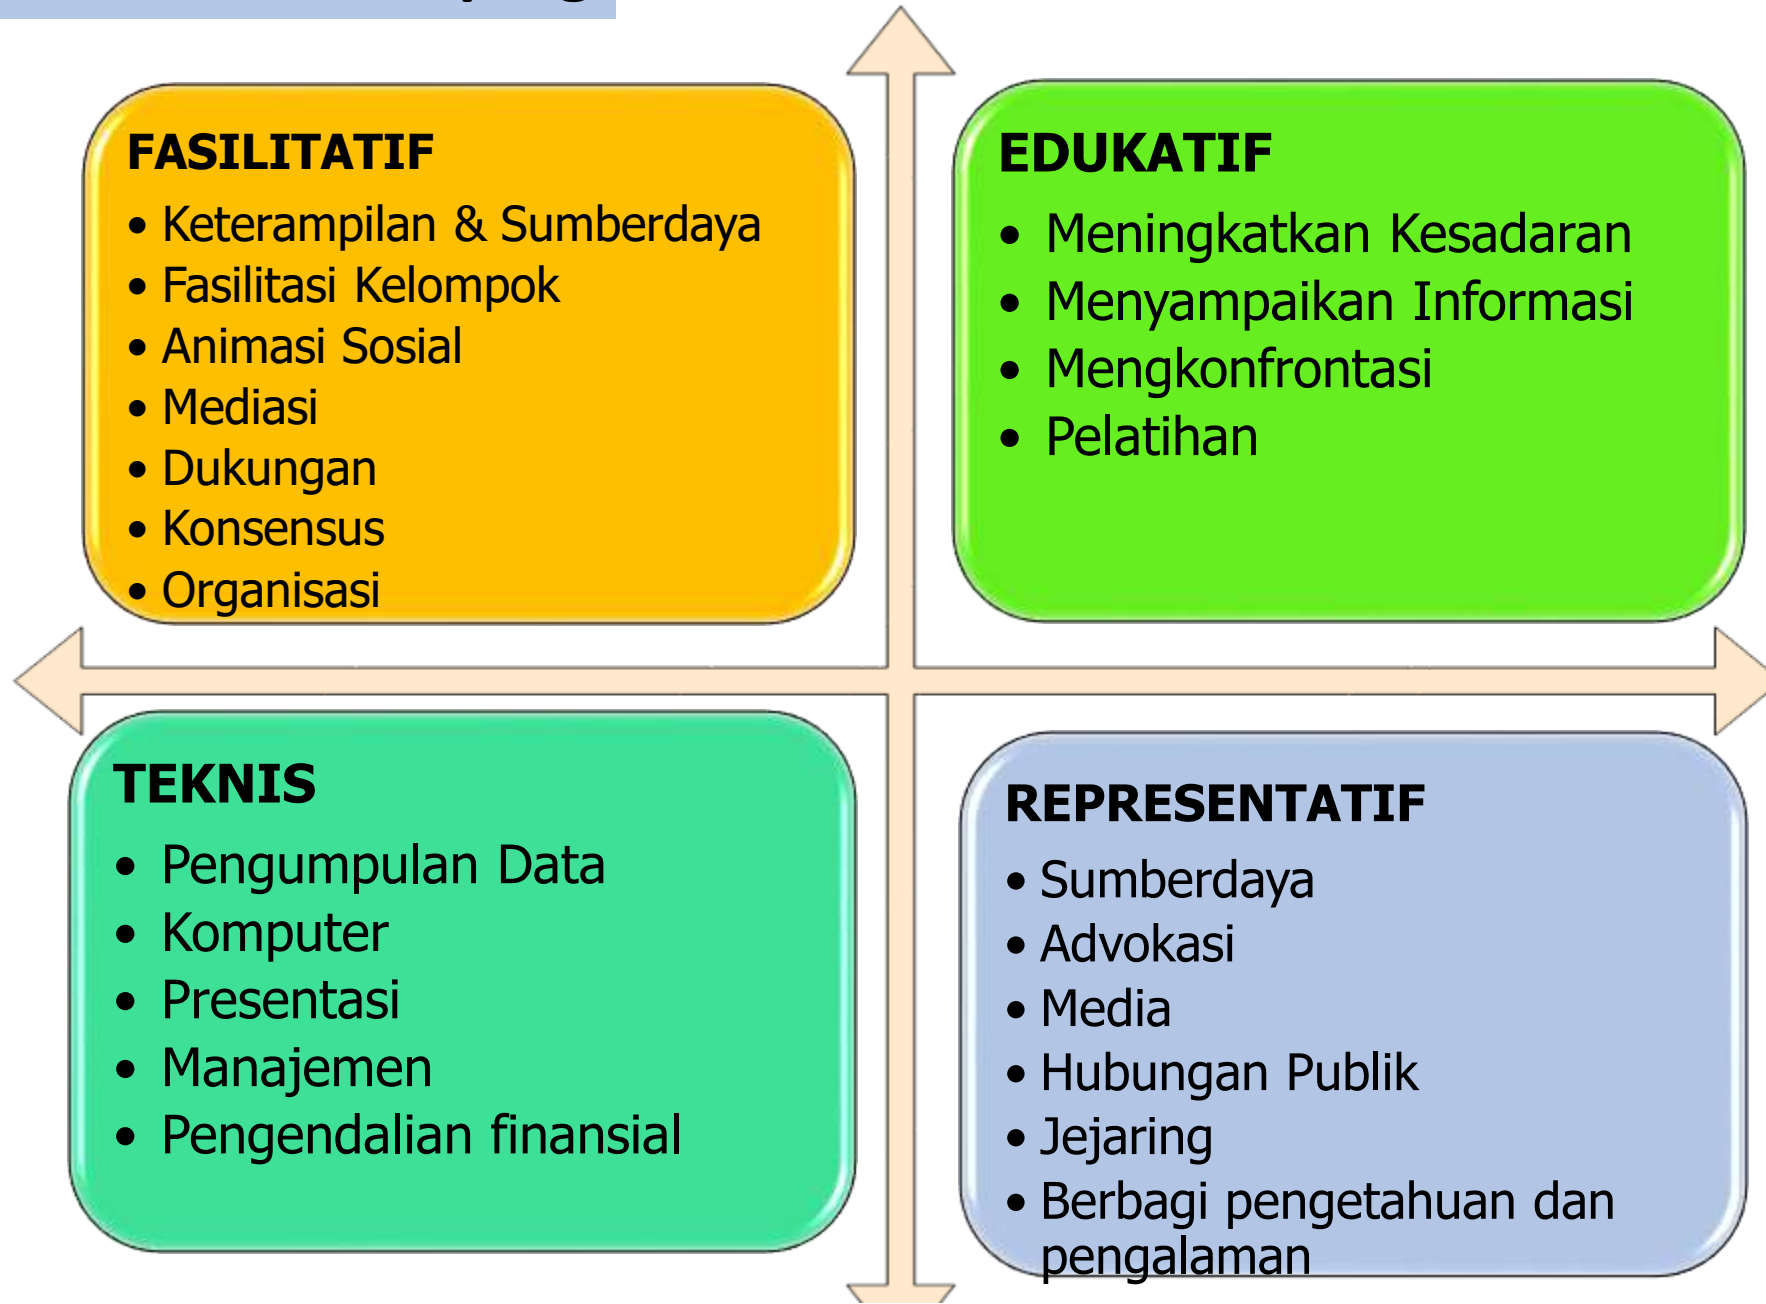 FASILITATIF
• Keterampilan & Sumberdaya
• Fasilitasi Kelompok
• Animasi Sosial
• Mediasi
• Dukungan
• Konsensus
• Organisasi
EDUKATIF
• Meningkatkan Kesadaran
• Menyampaikan Informasi
• Mengkonfrontasi
• Pelatihan
TEKNIS
• Pengumpulan Data
• Komputer
• Presentasi
• Manajemen
• Pengendalian finansial
REPRESENTATIF
• Sumberdaya
• Advokasi
• Media
• Hubungan Publik
• Jejaring
• Berbagi pengetahuan dan
pengalaman